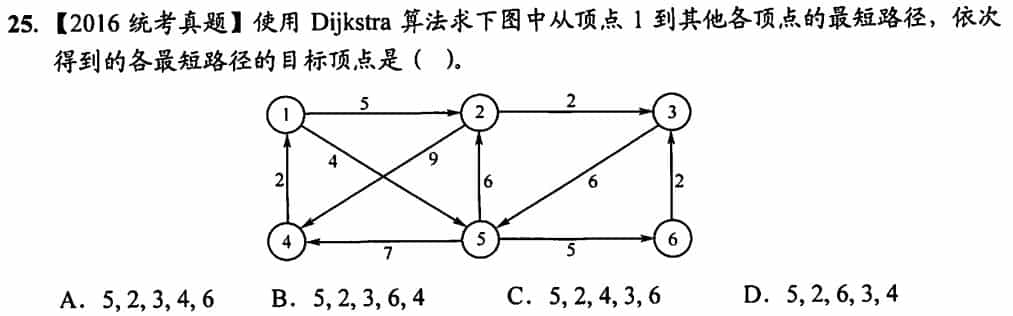 25.【2016 统考真题】使用 Dijkstra 算法求下图中从顶点 1 到其他各顶点的最短路径，依次
得到的各最短路径的目标顶点是（ ）。
1 5 2 2 3
4 9
2 6 6 2
4 7 5 5 6
A. 5, 2, 3, 4, 6 B. 5, 2, 3, 6, 4 C. 5, 2, 4, 3, 6 D. 5, 2, 6, 3, 4